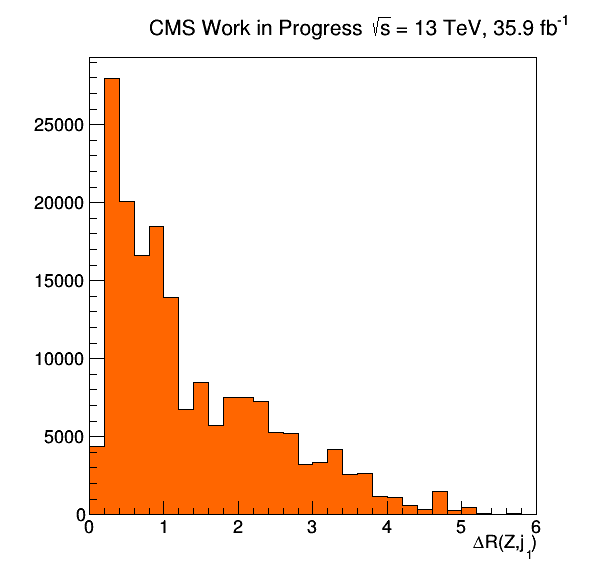 CMS Work in Progress √s = 13 TeV, 35.9 fb⁻¹
25000
20000
15000
10000
5000
0
0 1 2 3 4 5 6
ΔR(Z,j₁)